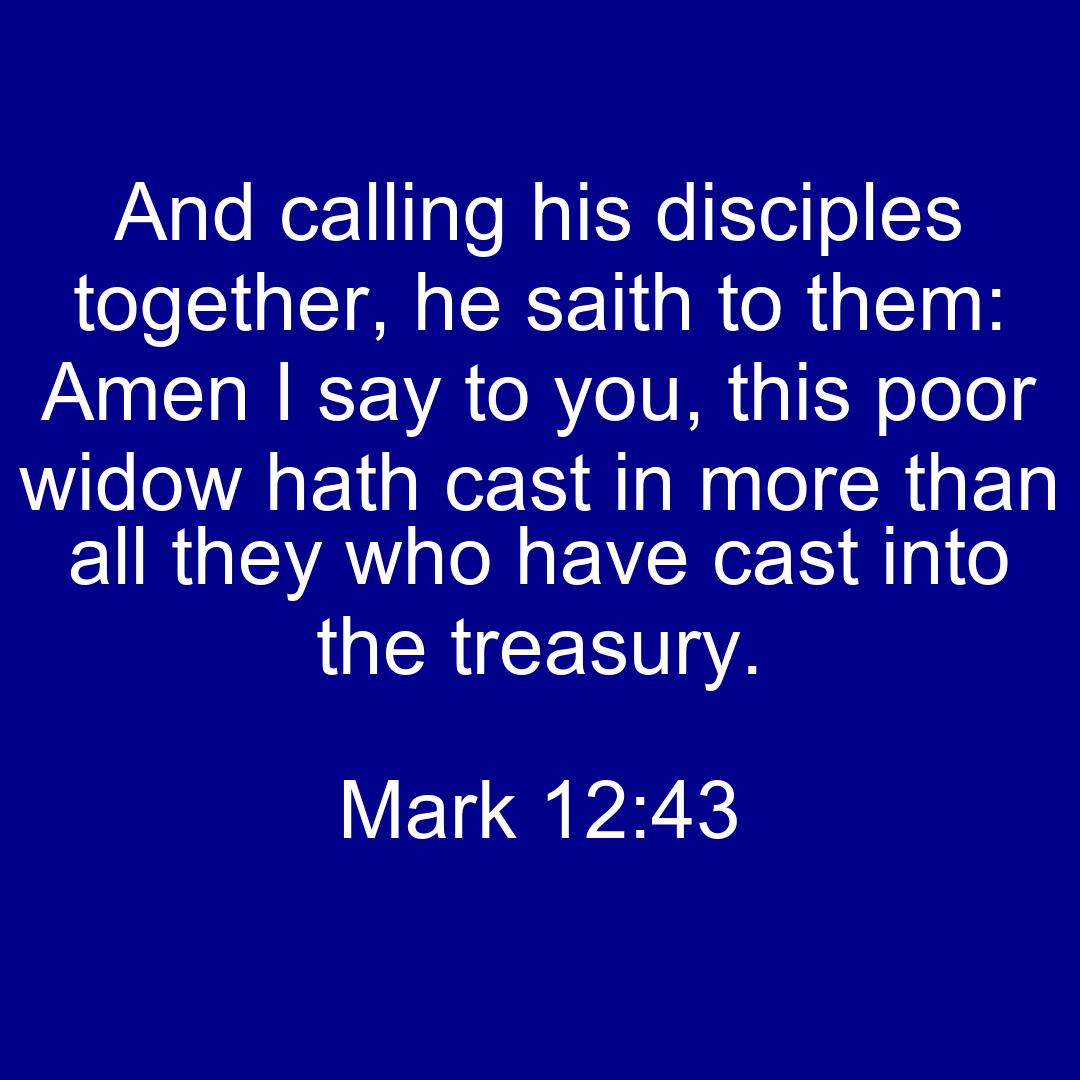 And calling his disciples
together, he saith to them:
Amen I say to you, this poor
widow hath cast in more than
all they who have cast into
the treasury.
Mark 12:43